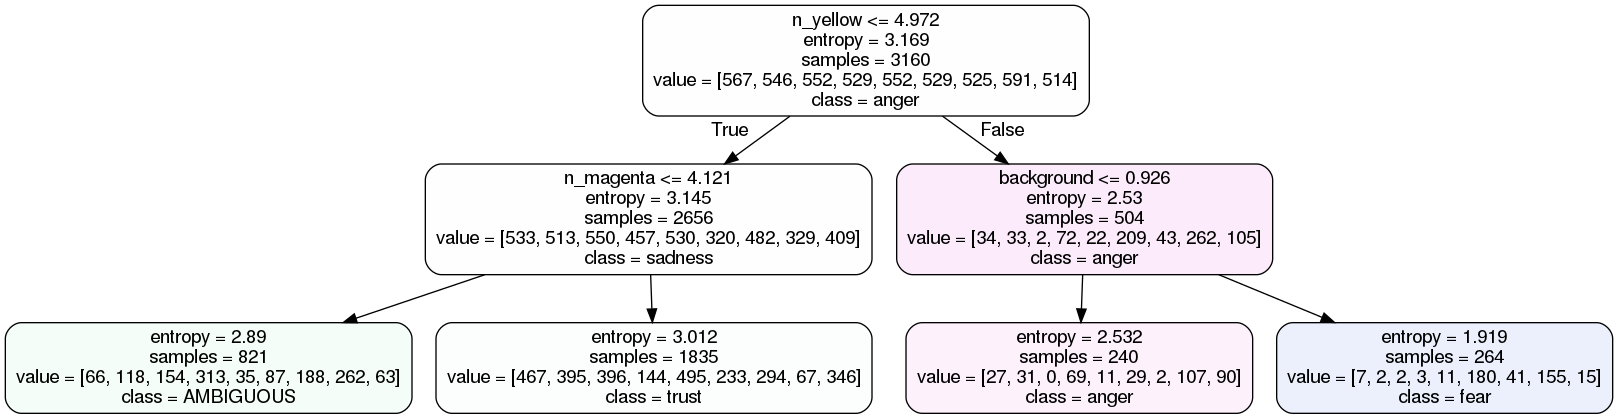 n_yellow <= 4.972
entropy = 3.169
samples = 3160
value = [567, 546, 552, 529, 552, 529, 525, 591, 514]
class = anger
True
False
n_magenta <= 4.121
entropy = 3.145
samples = 2656
value = [533, 513, 550, 457, 530, 320, 482, 329, 409]
class = sadness
background <= 0.926
entropy = 2.53
samples = 504
value = [34, 33, 2, 72, 22, 209, 43, 262, 105]
class = anger
entropy = 2.89
samples = 821
value = [66, 118, 154, 313, 35, 87, 188, 262, 63]
class = AMBIGUOUS
entropy = 3.012
samples = 1835
value = [467, 395, 396, 144, 495, 233, 294, 67, 346]
class = trust
entropy = 2.532
samples = 240
value = [27, 31, 0, 69, 11, 29, 2, 107, 90]
class = anger
entropy = 1.919
samples = 264
value = [7, 2, 2, 3, 11, 180, 41, 155, 15]
class = fear